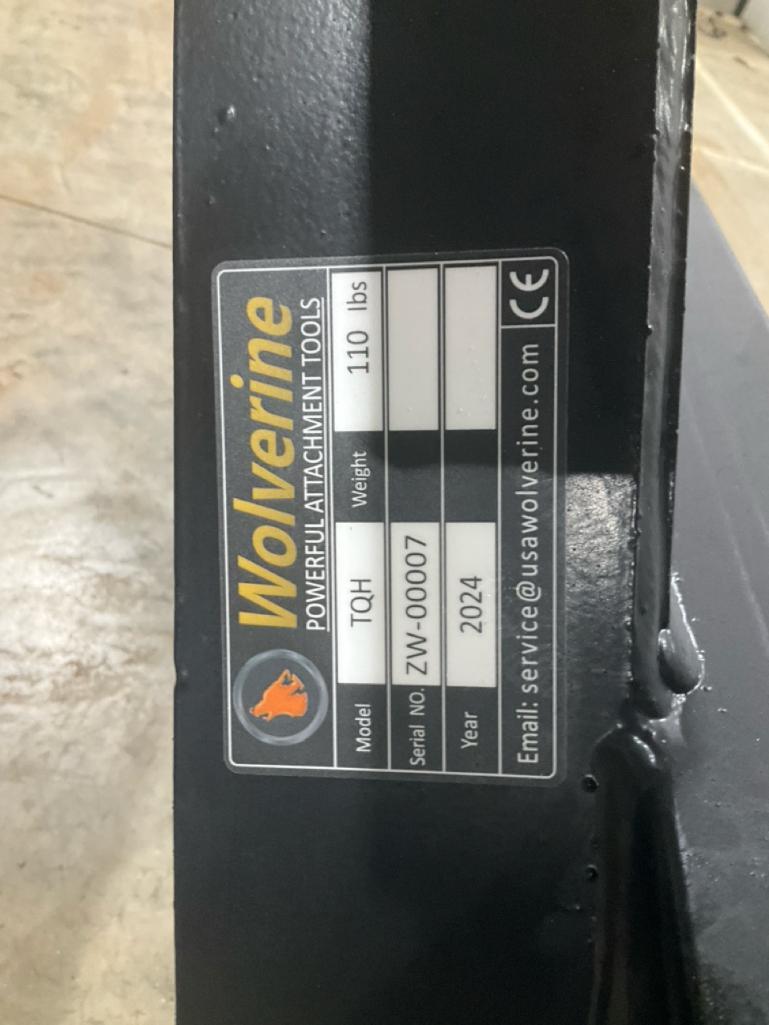 Wolverine
POWERFUL ATTACHMENT TOOLS
Model TQH Weight 110 lbs
Serial NO. ZW-00007
Year 2024
Email: service@usawolverine.com CE